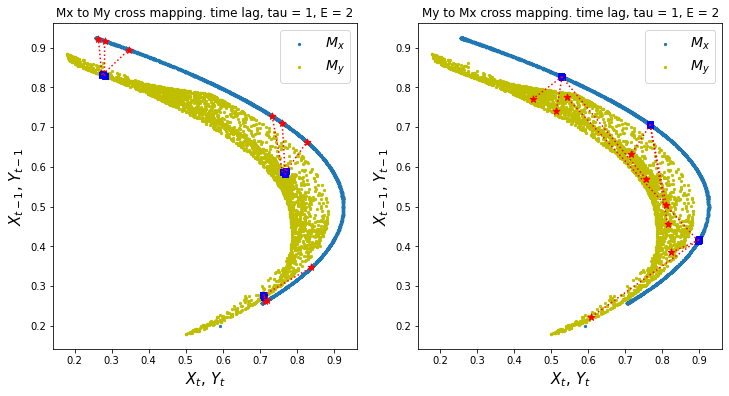 Mx to My cross mapping. time lag, tau = 1, E = 2
My to Mx cross mapping. time lag, tau = 1, E = 2
M_x
M_y
M_x
M_y
0.9
0.8
0.7
0.6
0.5
0.4
0.3
0.2
0.9
0.8
0.7
0.6
0.5
0.4
0.3
0.2
X_{t-1}, Y_{t-1}
X_{t-1}, Y_{t-1}
0.2 0.3 0.4 0.5 0.6 0.7 0.8 0.9
0.2 0.3 0.4 0.5 0.6 0.7 0.8 0.9
X_t, Y_t
X_t, Y_t